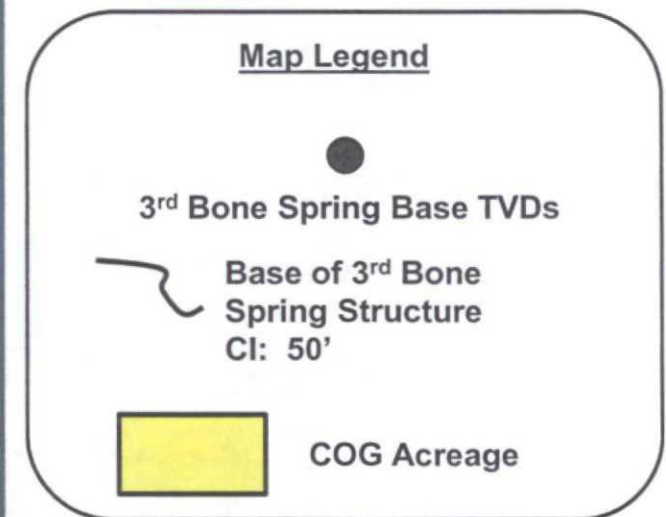 Map Legend
3rd Bone Spring Base TVDs
Base of 3rd Bone
Spring Structure
CI: 50'
COG Acreage